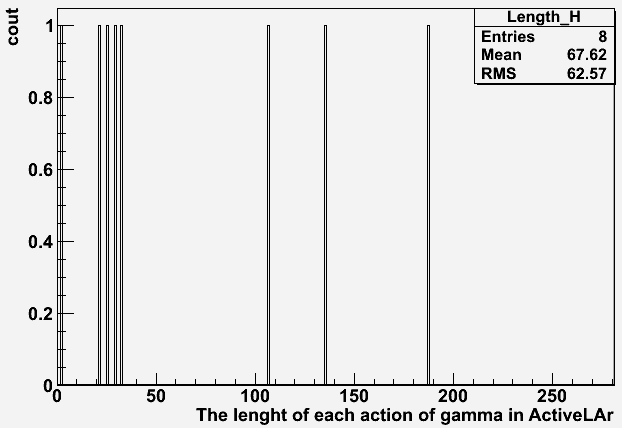 Length_H
Entries 8
Mean 67.62
RMS 62.57
cout
1
0.8
0.6
0.4
0.2
0
0 50 100 150 200 250
The lenght of each action of gamma in ActiveLAr